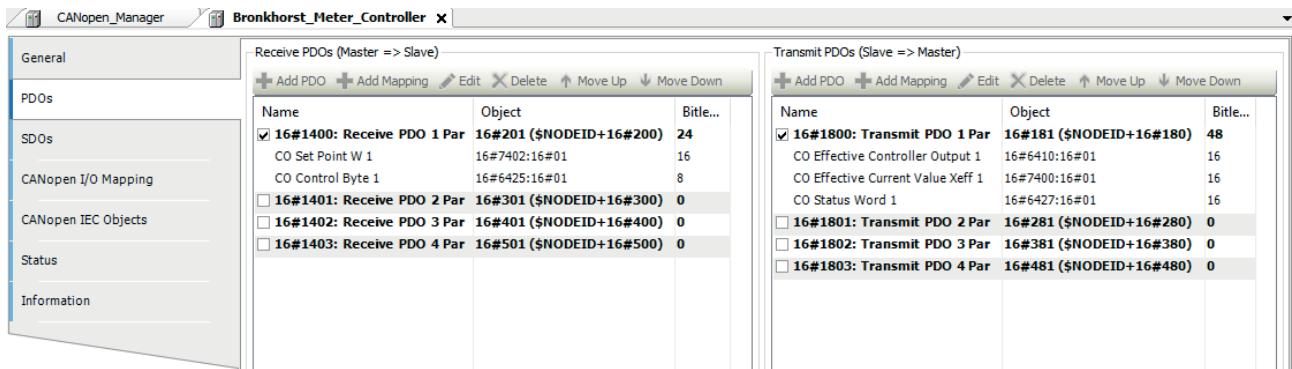 CANopen_Manager Bronkhorst_Meter_Controller
General
PDOs
SDOs
CANopen I/O Mapping
CANopen IEC Objects
Status
Information
Receive PDOs (Master => Slave)
Add PDO Add Mapping Edit Delete Move Up Move Down
Name Object Bitle...
16#1400: Receive PDO 1 Par 16#201 ($NODEID+16#200) 24
CO Set Point W 1 16#7402:16#01 16
CO Control Byte 1 16#6425:16#01 8
16#1401: Receive PDO 2 Par 16#301 ($NODEID+16#300) 0
16#1402: Receive PDO 3 Par 16#401 ($NODEID+16#400) 0
16#1403: Receive PDO 4 Par 16#501 ($NODEID+16#500) 0
Transmit PDOs (Slave => Master)
Add PDO Add Mapping Edit Delete Move Up Move Down
Name Object Bitle...
16#1800: Transmit PDO 1 Par 16#181 ($NODEID+16#180) 48
CO Effective Controller Output 1 16#6410:16#01 16
CO Effective Current Value Xeff 1 16#7400:16#01 16
CO Status Word 1 16#6427:16#01 16
16#1801: Transmit PDO 2 Par 16#281 ($NODEID+16#280) 0
16#1802: Transmit PDO 3 Par 16#381 ($NODEID+16#380) 0
16#1803: Transmit PDO 4 Par 16#481 ($NODEID+16#480) 0